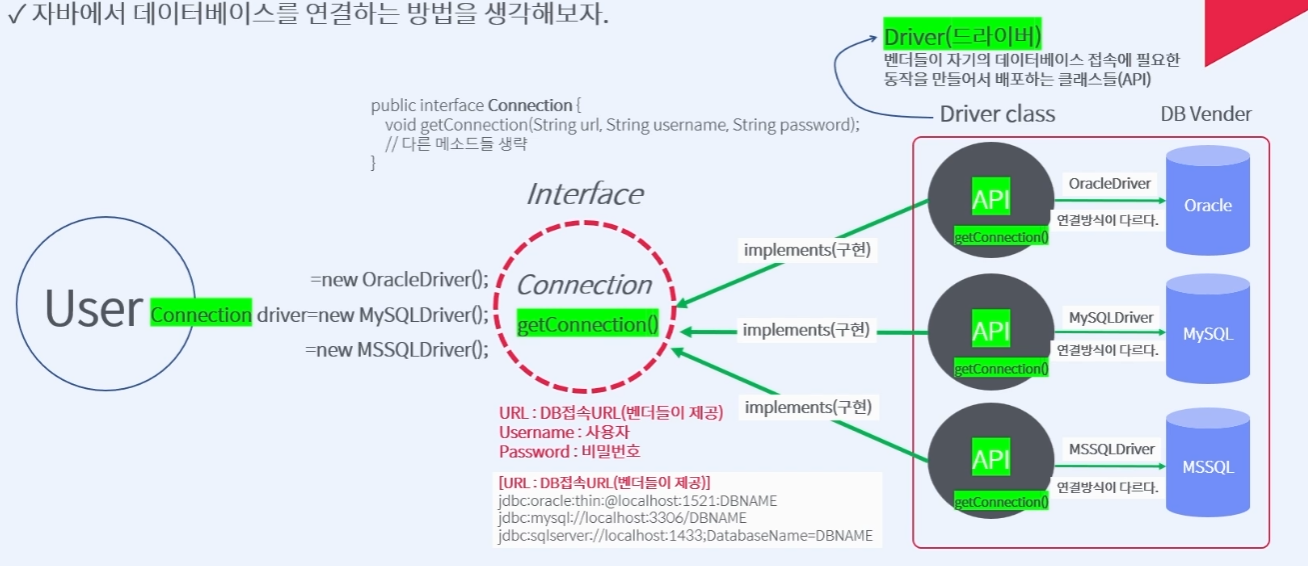 ✓ 자바에서 데이터베이스를 연결하는 방법을 생각해보자.
Driver(드라이버)
벤더들이 자기의 데이터베이스 접속에 필요한
동작을 만들어서 배포하는 클래스들(API)
Driver class
DB Vender
public interface Connection {
void getConnection(String url, String username, String password);
// 다른 메소드들 생략
}
Interface
Connection
getConnection()
User
=new OracleDriver();
Connection driver=new MySQLDriver();
=new MSSQLDriver();
implements(구현)
implements(구현)
implements(구현)
API
getConnection()
OracleDriver
연결방식이 다르다.
Oracle
API
getConnection()
MySQLDriver
연결방식이 다르다.
MySQL
API
getConnection()
MSSQLDriver
연결방식이 다르다.
MSSQL
URL : DB접속URL(벤더들이 제공)
Username : 사용자
Password : 비밀번호
[URL : DB접속URL(벤더들이 제공)]
jdbc:oracle:thin:@localhost:1521:DBNAME
jdbc:mysql://localhost:3306/DBNAME
jdbc:sqlserver://localhost:1433;DatabaseName=DBNAME